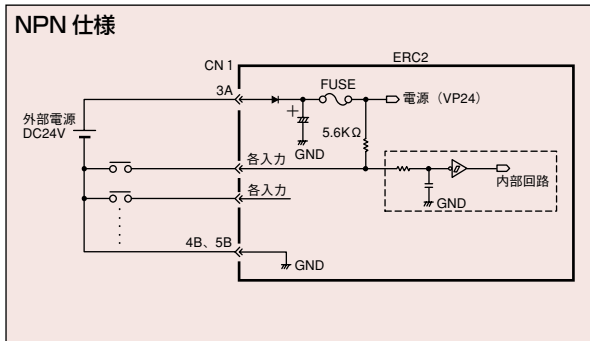 NPN 仕様
CN 1
ERC2
3A
FUSE
電源（VP24）
外部電源
DC24V
+
5.6KΩ
GND
各入力
内部回路
GND
各入力
4B、5B
GND